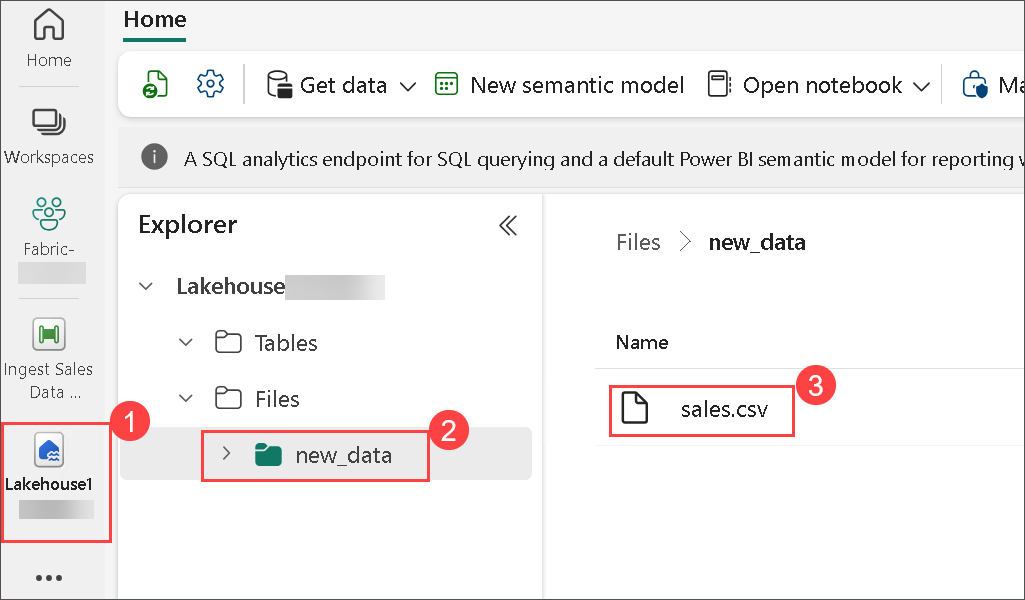 Home
Workspaces
Fabric-
Ingest Sales
Data ...
1
Lakehouse1
Home
Get data
New semantic model
Open notebook
Ma
A SQL analytics endpoint for SQL querying and a default Power BI semantic model for reporting w
Explorer
Lakehouse
Tables
Files
new_data
2
Files > new_data
Name
sales.csv
3